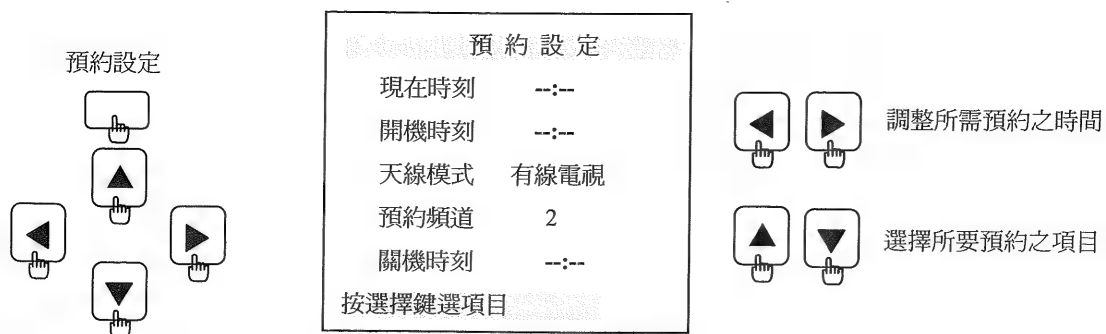 預約設定
預約設定
現在時刻 --:--
開機時刻 --:--
天線模式 有線電視
預約頻道 2
關機時刻 --:--
按選擇鍵選項目
調整所需預約之時間
選擇所要預約之項目